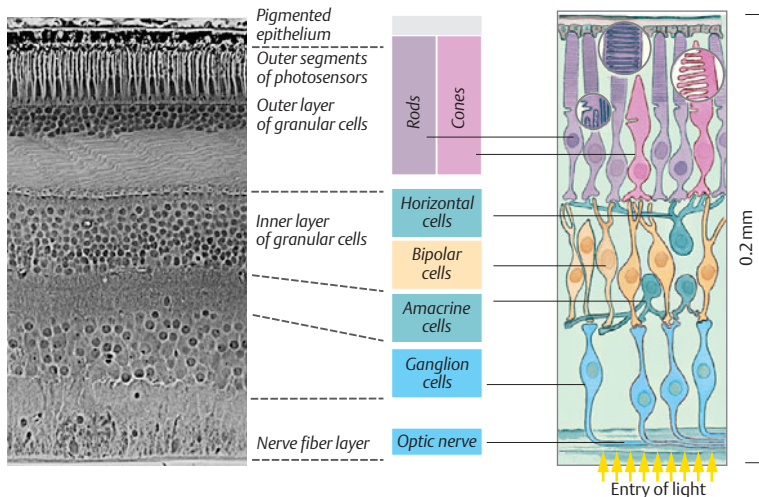 Pigmented
epithelium
Outer segments
of photosensors
Outer layer
of granular cells
Inner layer
of granular cells
Nerve fiber layer
Rods
Cones
Horizontal
cells
Bipolar
cells
Amacrine
cells
Ganglion
cells
Optic nerve
0.2 mm
Entry of light